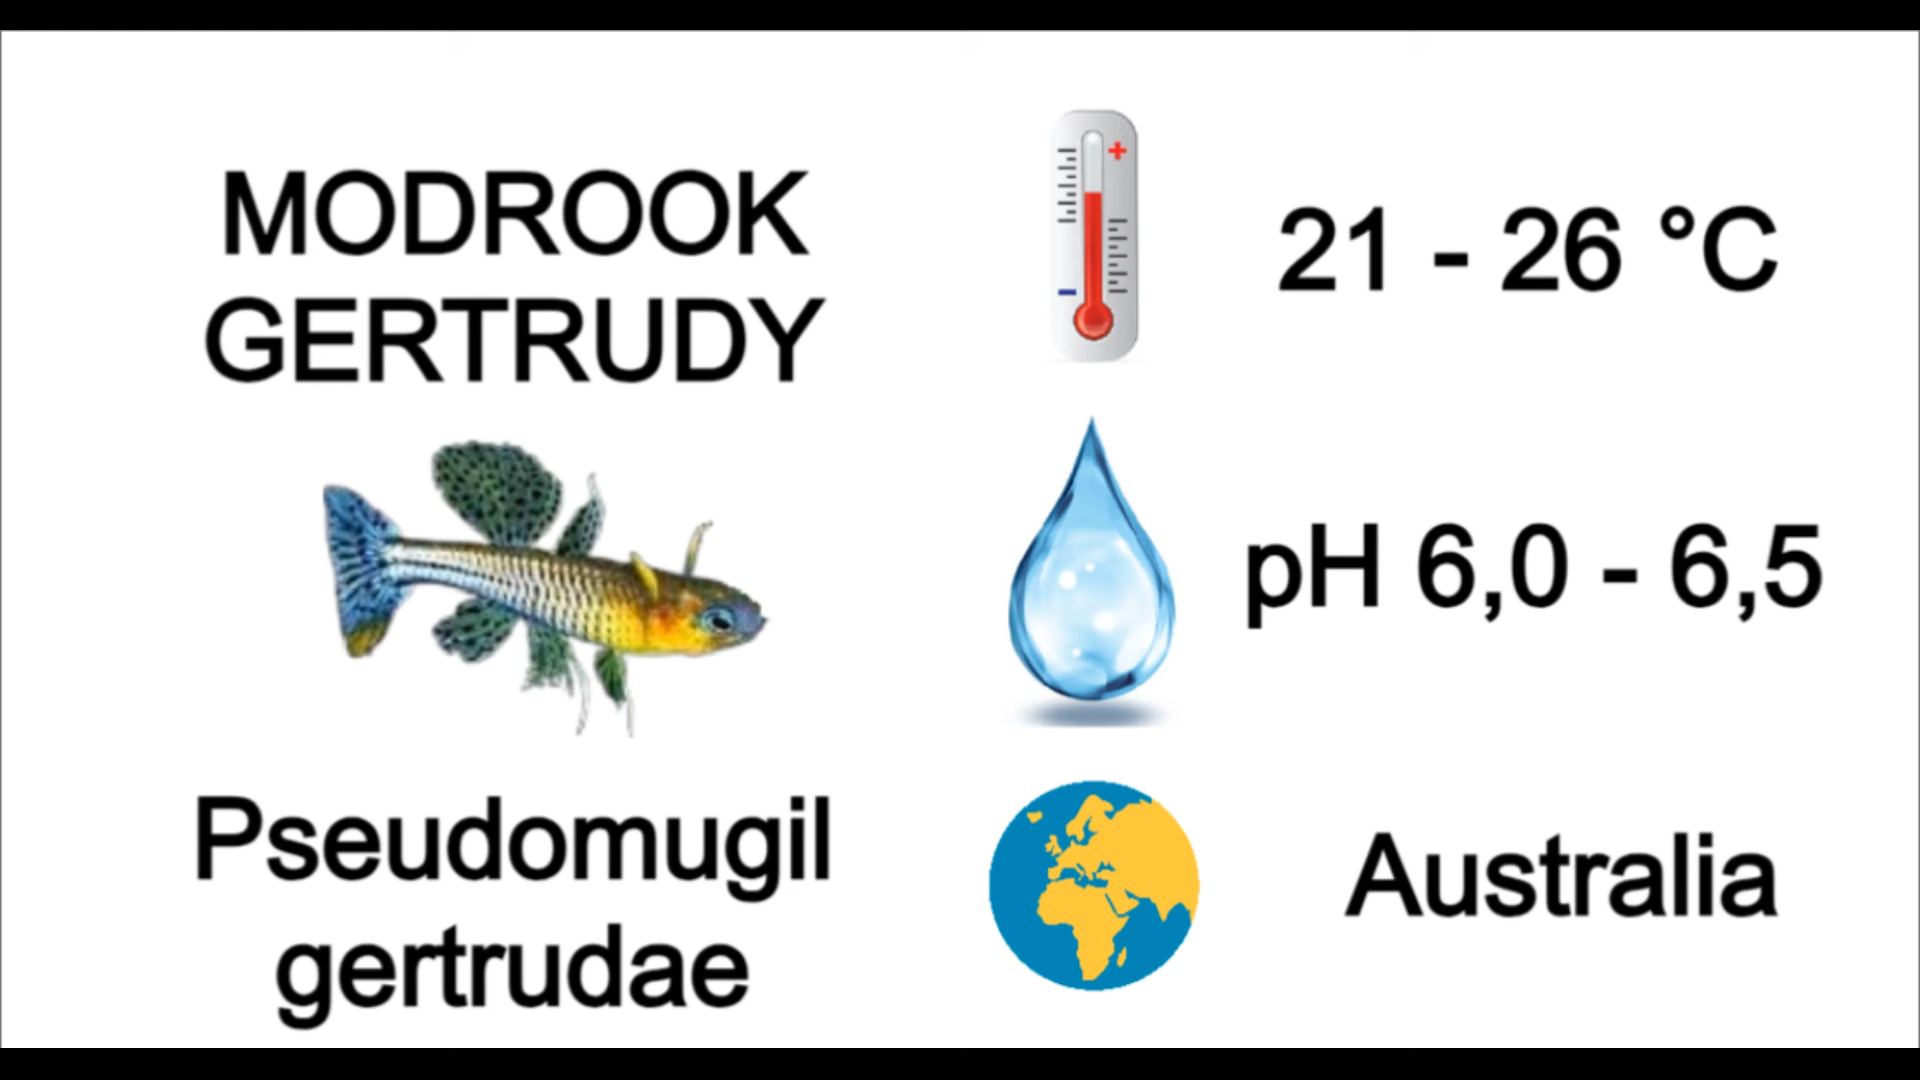 MODROOK
GERTRUDY
Pseudomugil
gertrudae
21 - 26 °C
pH 6,0 - 6,5
Australia